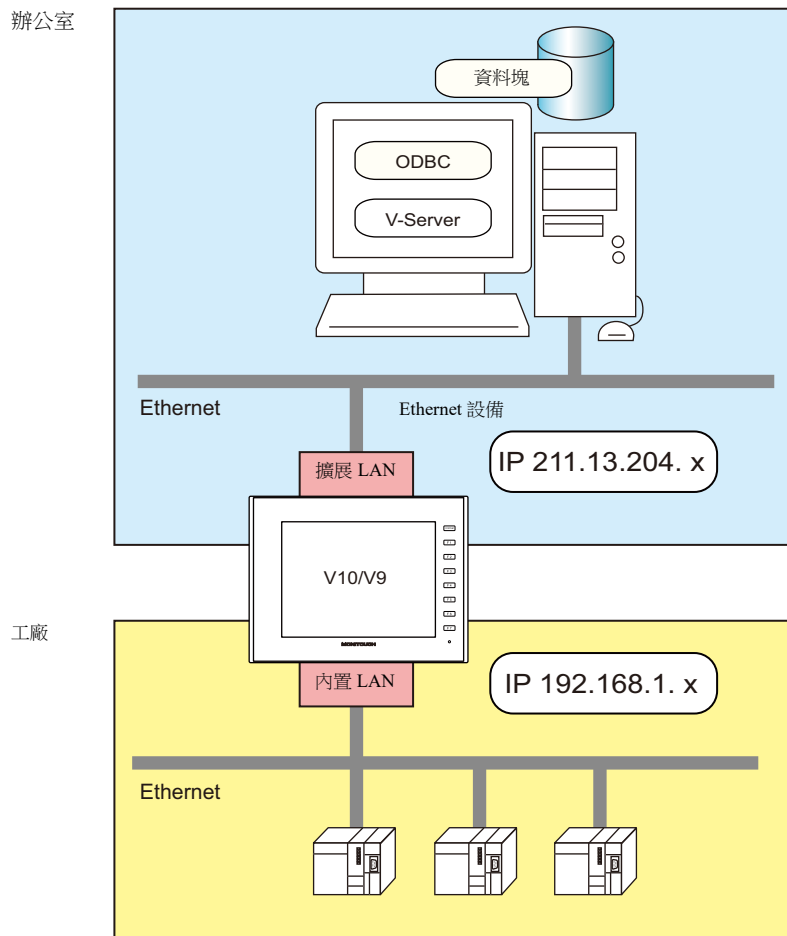 辦公室
資料塊
ODBC
V-Server
Ethernet
Ethernet 設備
IP 211.13.204. x
擴展 LAN
V10/V9
MONITOUCH
工廠
內置 LAN
IP 192.168.1. x
Ethernet